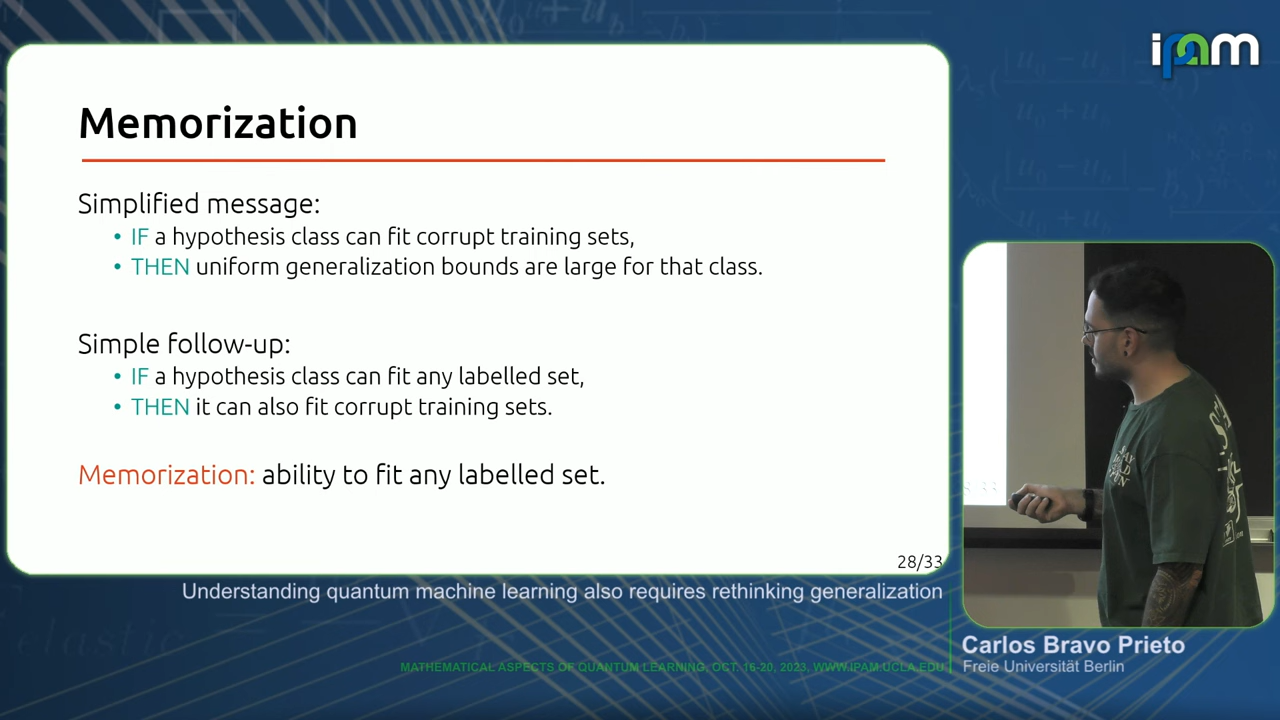 ipam
Memorization
Simplified message:
• IF a hypothesis class can fit corrupt training sets,
• THEN uniform generalization bounds are large for that class.
Simple follow-up:
• IF a hypothesis class can fit any labelled set,
• THEN it can also fit corrupt training sets.
Memorization: ability to fit any labelled set.
28/33
Understanding quantum machine learning also requires rethinking generalization
Carlos Bravo Prieto
Freie Universität Berlin
MATHEMATICAL ASPECTS OF QUANTUM LEARNING, OCT. 16-20, 2023, WWW.IPAM.UCLA.EDU
elastic